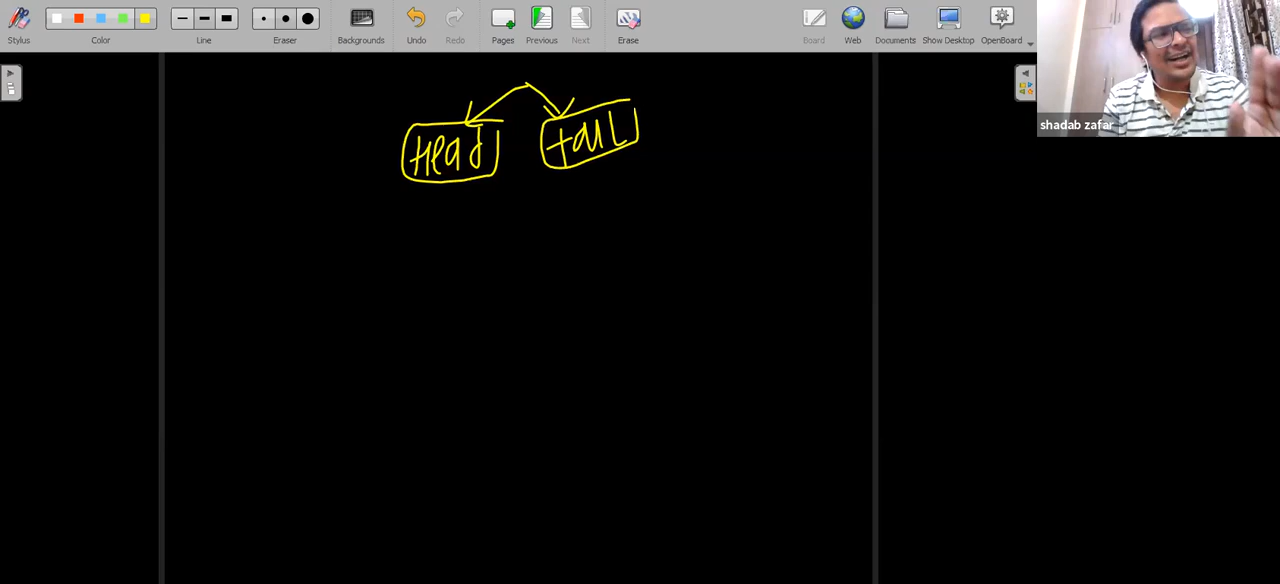 Stylus Color Line Eraser Backgrounds Undo Redo Pages Previous Next Erase Board Web Documents Show Desktop OpenBoard
shadab zafar
Head tail